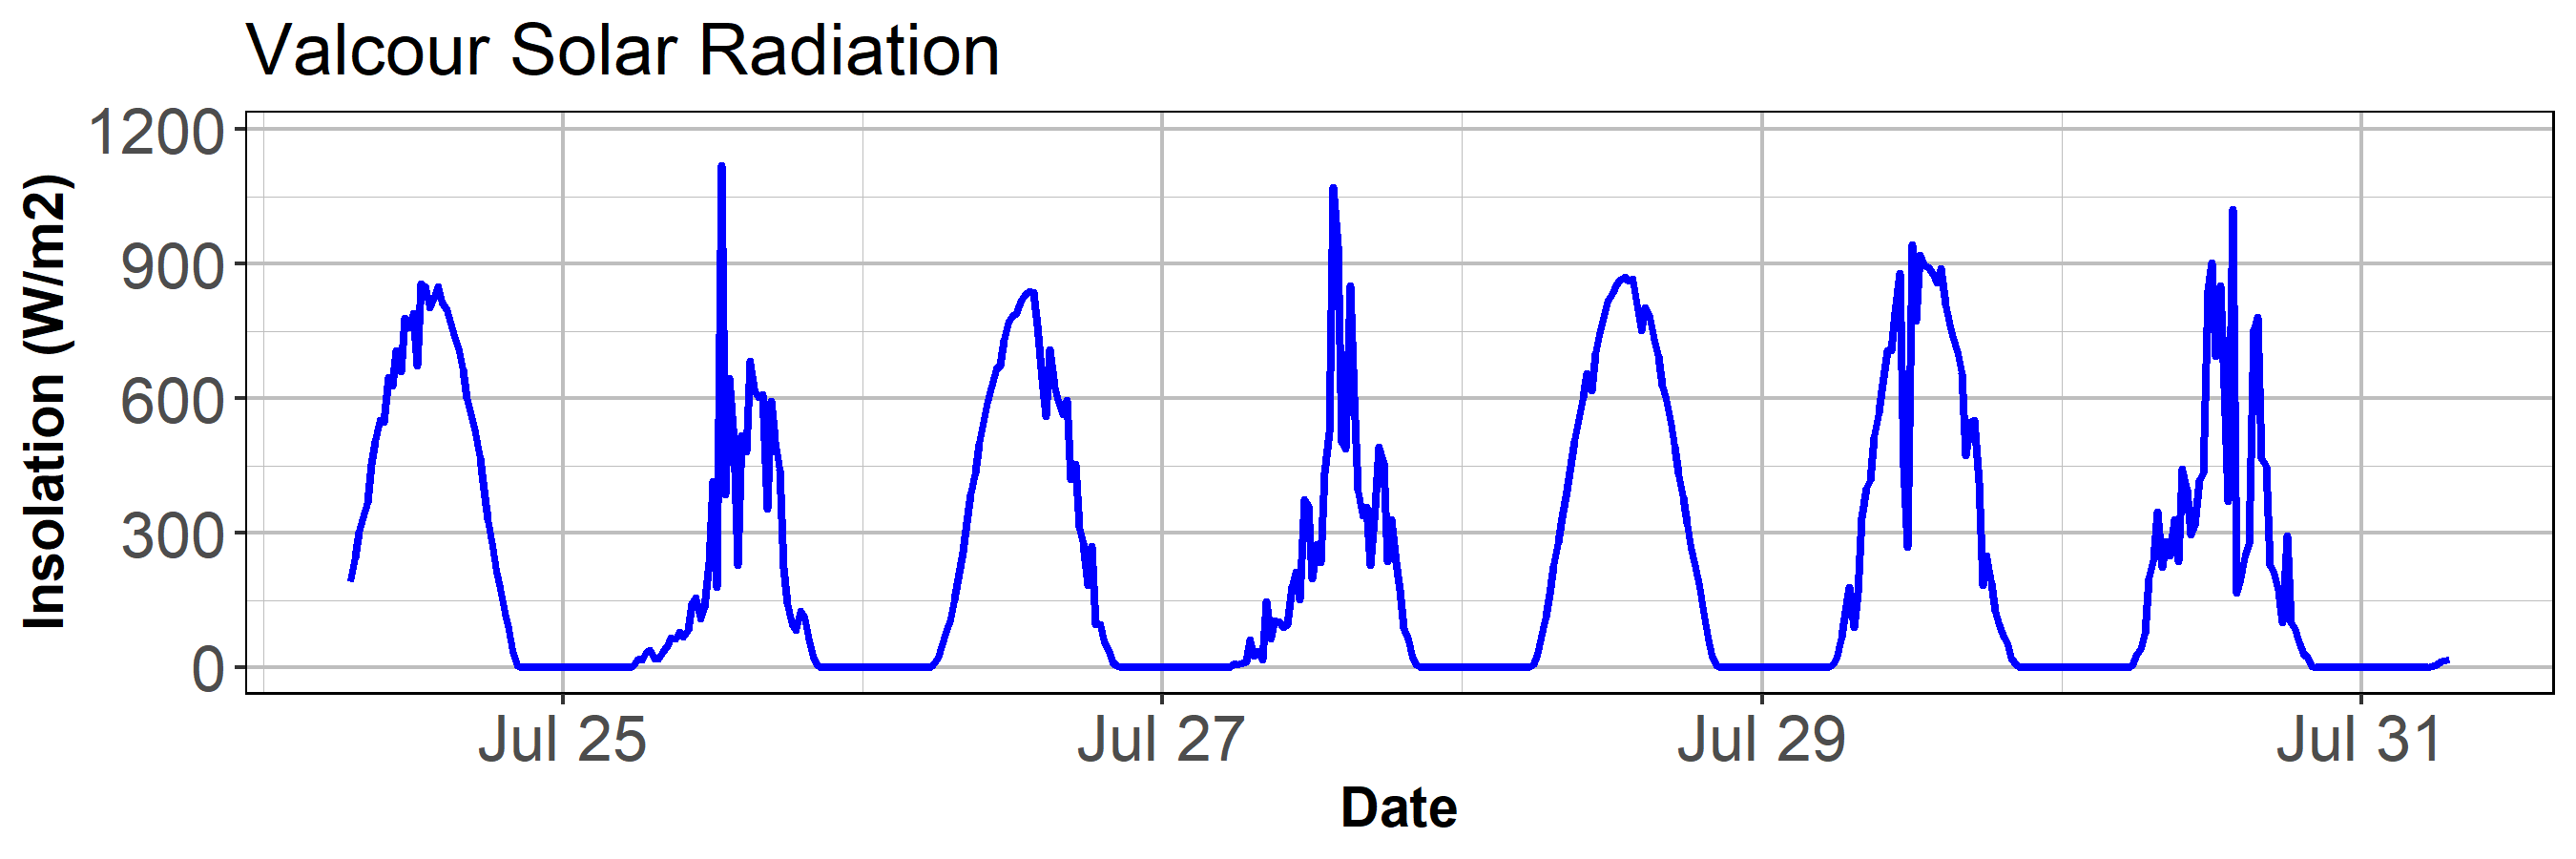 Valcour Solar Radiation
Insolation (W/m2)
1200
900
600
300
0
Jul 25 Jul 27 Jul 29 Jul 31
Date